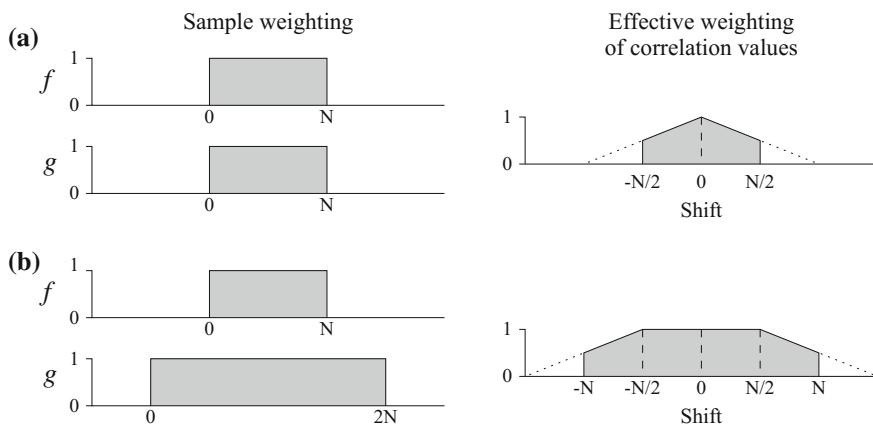 Sample weighting
Effective weighting
of correlation values
(a)
f
1
0
0
N
g
1
0
0
N
1
0
-N/2
0
N/2
Shift
(b)
f
1
0
0
N
g
1
0
0
2N
1
0
-N
-N/2
0
N/2
N
Shift